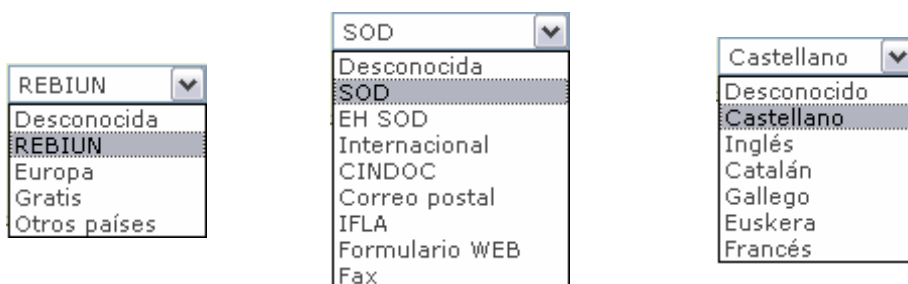 REBIUN
Desconocida
REBIUN
Europa
Gratis
Otros países
SOD
Desconocida
SOD
EH SOD
Internacional
CINDOC
Correo postal
IFLA
Formulario WEB
Fax
Castellano
Desconocido
Castellano
Inglés
Catalán
Gallego
Euskera
Francés